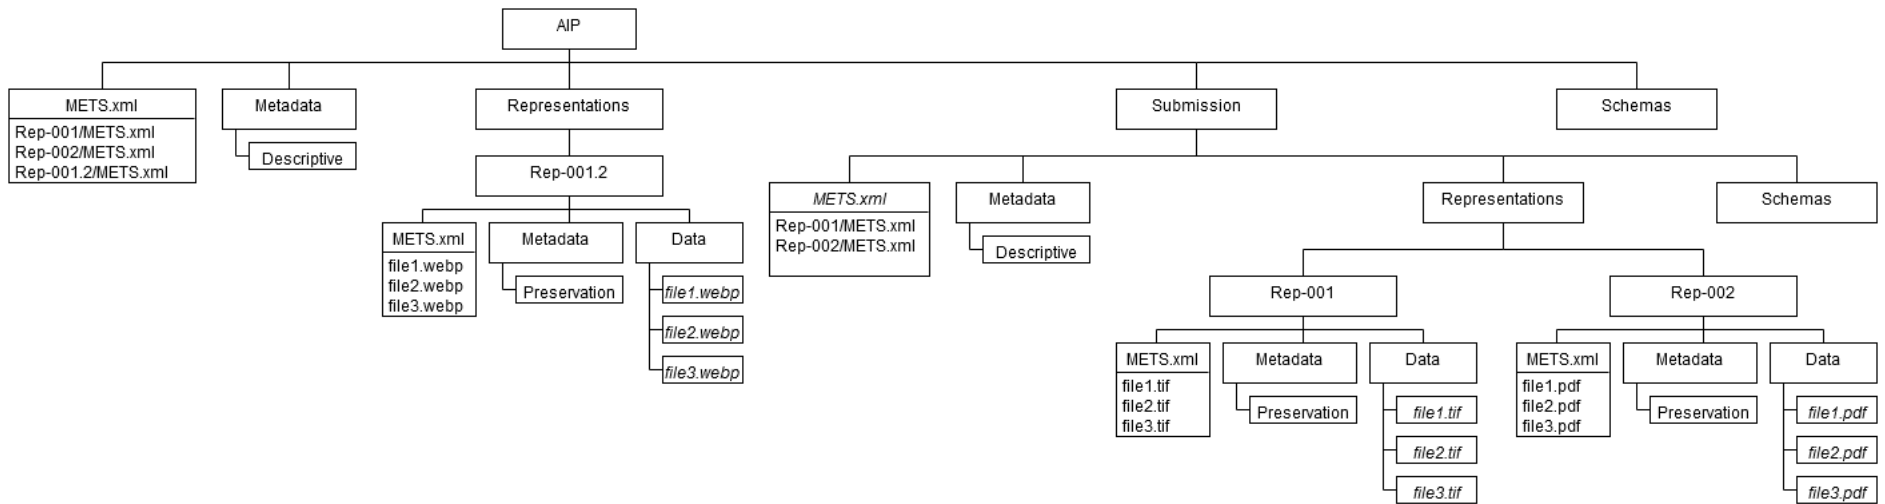 AIP
METS.xml
Rep-001/METS.xml
Rep-002/METS.xml
Rep-001.2/METS.xml
Metadata
Descriptive
Representations
Rep-001.2
METS.xml
file1.webp
file2.webp
file3.webp
Metadata
Preservation
Data
file1.webp
file2.webp
file3.webp
Submission
METS.xml
Rep-001/METS.xml
Rep-002/METS.xml
Metadata
Descriptive
Representations
Rep-001
METS.xml
file1.tif
file2.tif
file3.tif
Metadata
Preservation
Data
file1.tif
file2.tif
file3.tif
Rep-002
METS.xml
file1.pdf
file2.pdf
file3.pdf
Metadata
Preservation
Data
file1.pdf
file2.pdf
file3.pdf
Schemas
Schemas